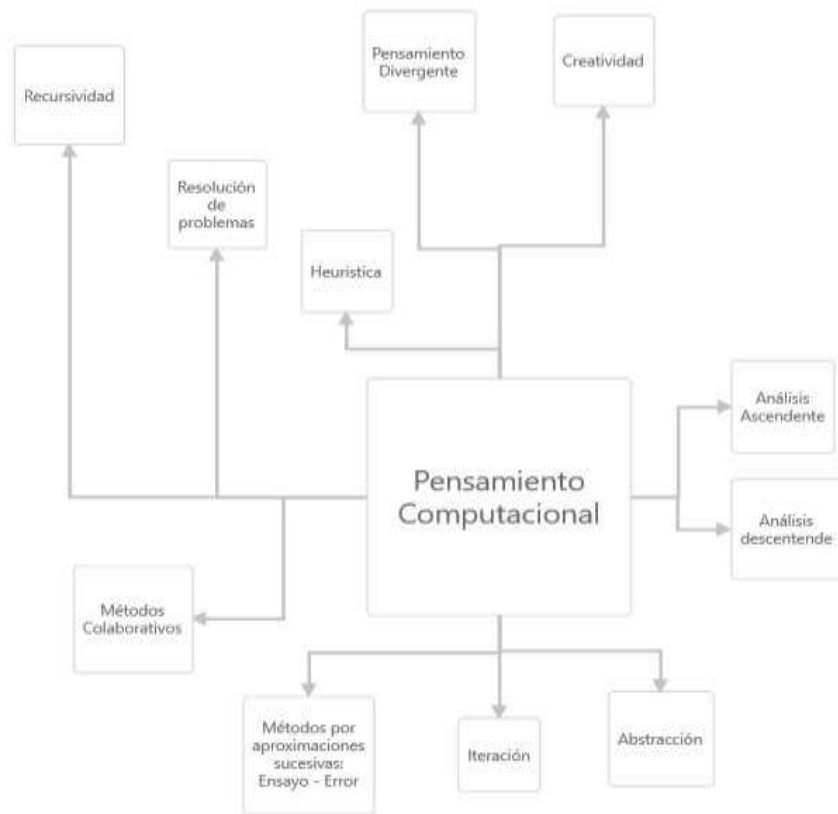 Pensamiento
Divergente
Creatividad
Recursividad
Resolución
de
problemas
Heuristica
Análisis
Ascendente
Pensamiento
Computacional
Análisis
descentende
Métodos
Colaborativos
Métodos por
aproximaciones
sucesivas:
Ensayo - Error
Iteración
Abstracción